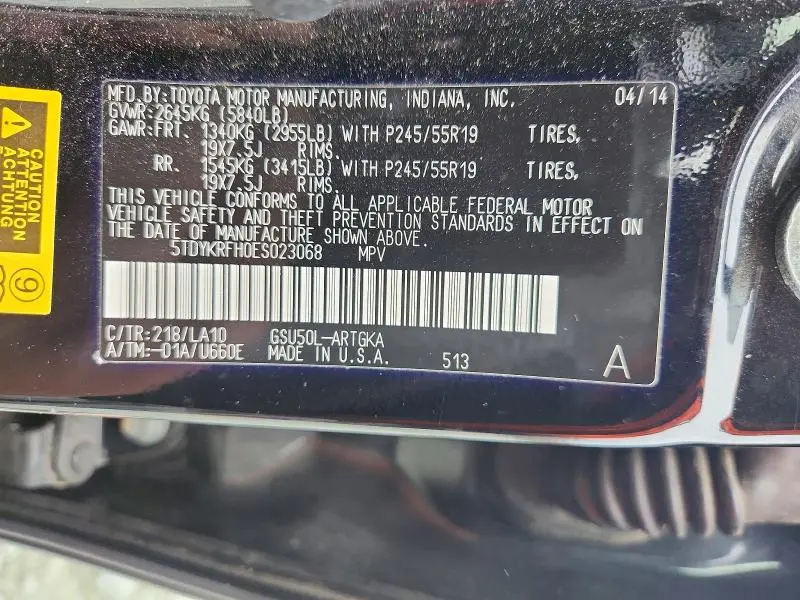 MFD.BY:TOYOTA MOTOR MANUFACTURING, INDIANA, INC. 04/14
GVWR:2645KG (5840LB)
GAWR:FRT. 1340KG (2955LB) WITH P245/55R19 TIRES,
19X7.5J RIMS.
RR. 1545KG (3415LB) WITH P245/55R19 TIRES,
19X7.5J RIMS.
THIS VEHICLE CONFORMS TO ALL APPLICABLE FEDERAL MOTOR
VEHICLE SAFETY AND THEFT PREVENTION STANDARDS IN EFFECT ON
THE DATE OF MANUFACTURE SHOWN ABOVE.
5TDYKRFH0ES023068 MPV
C/TR:218/LA10 GSU50L-ARTGKA
A/TM:-01A/U660E MADE IN U.S.A. 513 A
CAUTION
ATTENTION
ACHTUNG
9